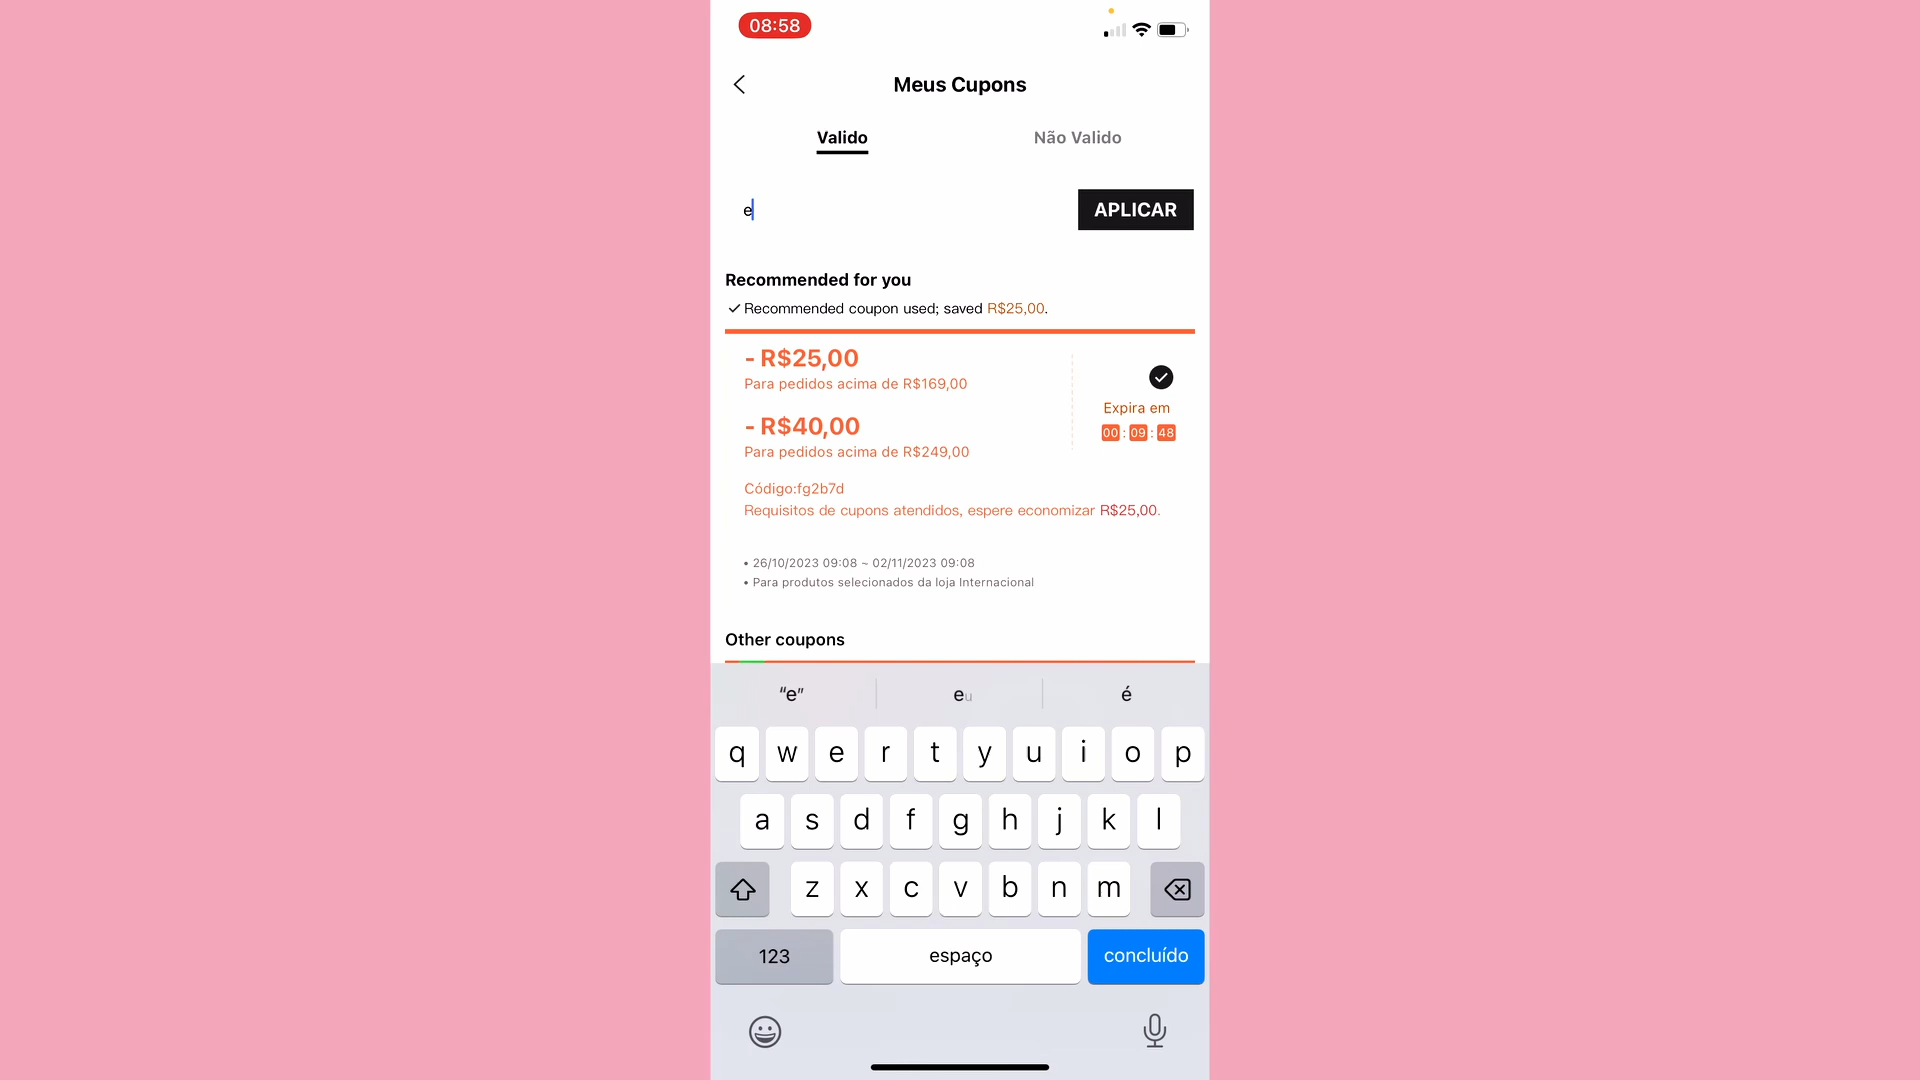 08:58
Meus Cupons
Valido Não Valido
e APLICAR
Recommended for you
Recommended coupon used; saved R$25,00.
- R$25,00
Para pedidos acima de R$169,00
- R$40,00
Para pedidos acima de R$249,00
Expira em
00 : 09 : 48
Código:fg2b7d
Requisitos de cupons atendidos, espere economizar R$25,00.
• 26/10/2023 09:08 ~ 02/11/2023 09:08
• Para produtos selecionados da loja Internacional
Other coupons
“e” eu é
q w e r t y u i o p
a s d f g h j k l
z x c v b n m
123 espaço concluído